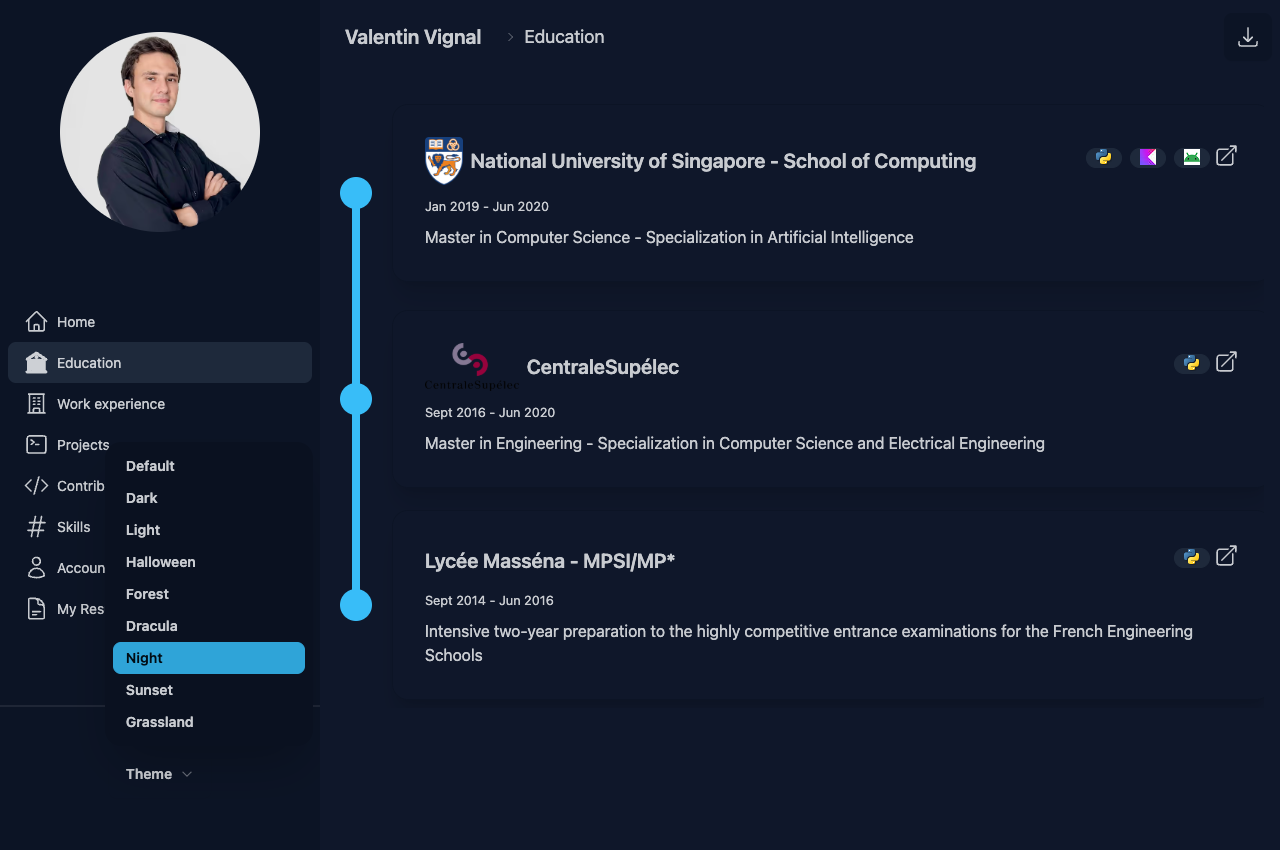 Valentin Vignal
Education
Home
Education
Work experience
Projects
Contrib
Skills
Accoun
My Res
Default
Dark
Light
Halloween
Forest
Dracula
Night
Sunset
Grassland
Theme
National University of Singapore - School of Computing
Jan 2019 - Jun 2020
Master in Computer Science - Specialization in Artificial Intelligence
CentraleSupélec
CentraleSupélec
Sept 2016 - Jun 2020
Master in Engineering - Specialization in Computer Science and Electrical Engineering
Lycée Masséna - MPSI/MP*
Sept 2014 - Jun 2016
Intensive two-year preparation to the highly competitive entrance examinations for the French Engineering
Schools